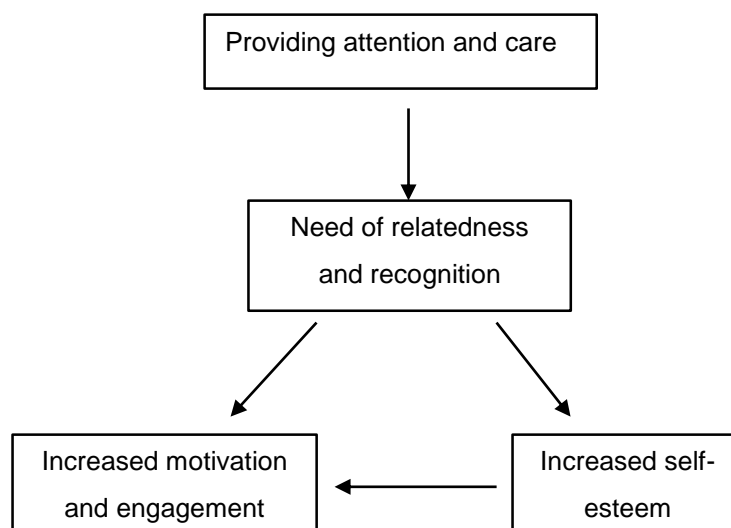 Providing attention and care
Need of relatedness
and recognition
Increased motivation
and engagement
Increased self-
esteem